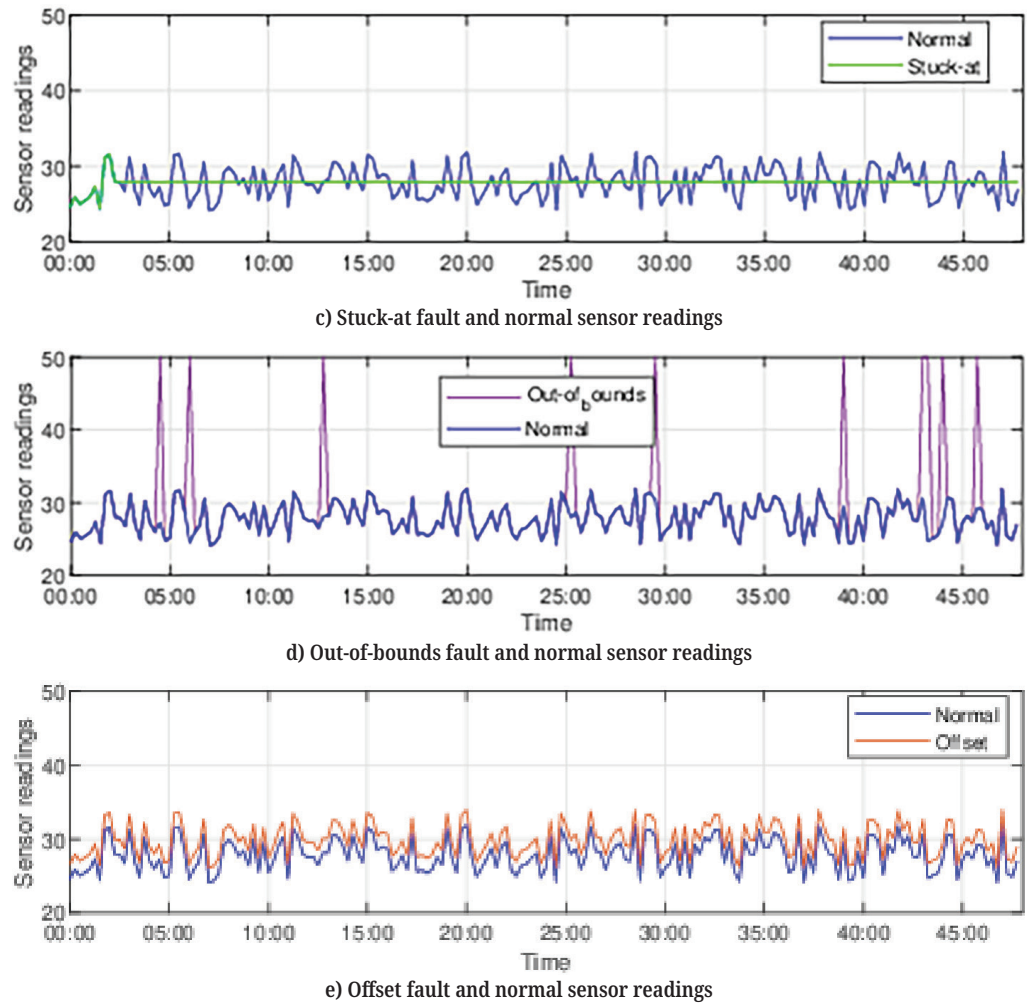 50
40
30
20
Sensor readings
Normal
Stuck-at
00:00 05:00 10:00 15:00 20:00 25:00 30:00 35:00 40:00 45:00
Time
c) Stuck-at fault and normal sensor readings
50
40
30
20
Sensor readings
Out-of_bounds
Normal
00:00 05:00 10:00 15:00 20:00 25:00 30:00 35:00 40:00 45:00
Time
d) Out-of-bounds fault and normal sensor readings
50
40
30
20
Sensor readings
Normal
Offset
00:00 05:00 10:00 15:00 20:00 25:00 30:00 35:00 40:00 45:00
Time
e) Offset fault and normal sensor readings